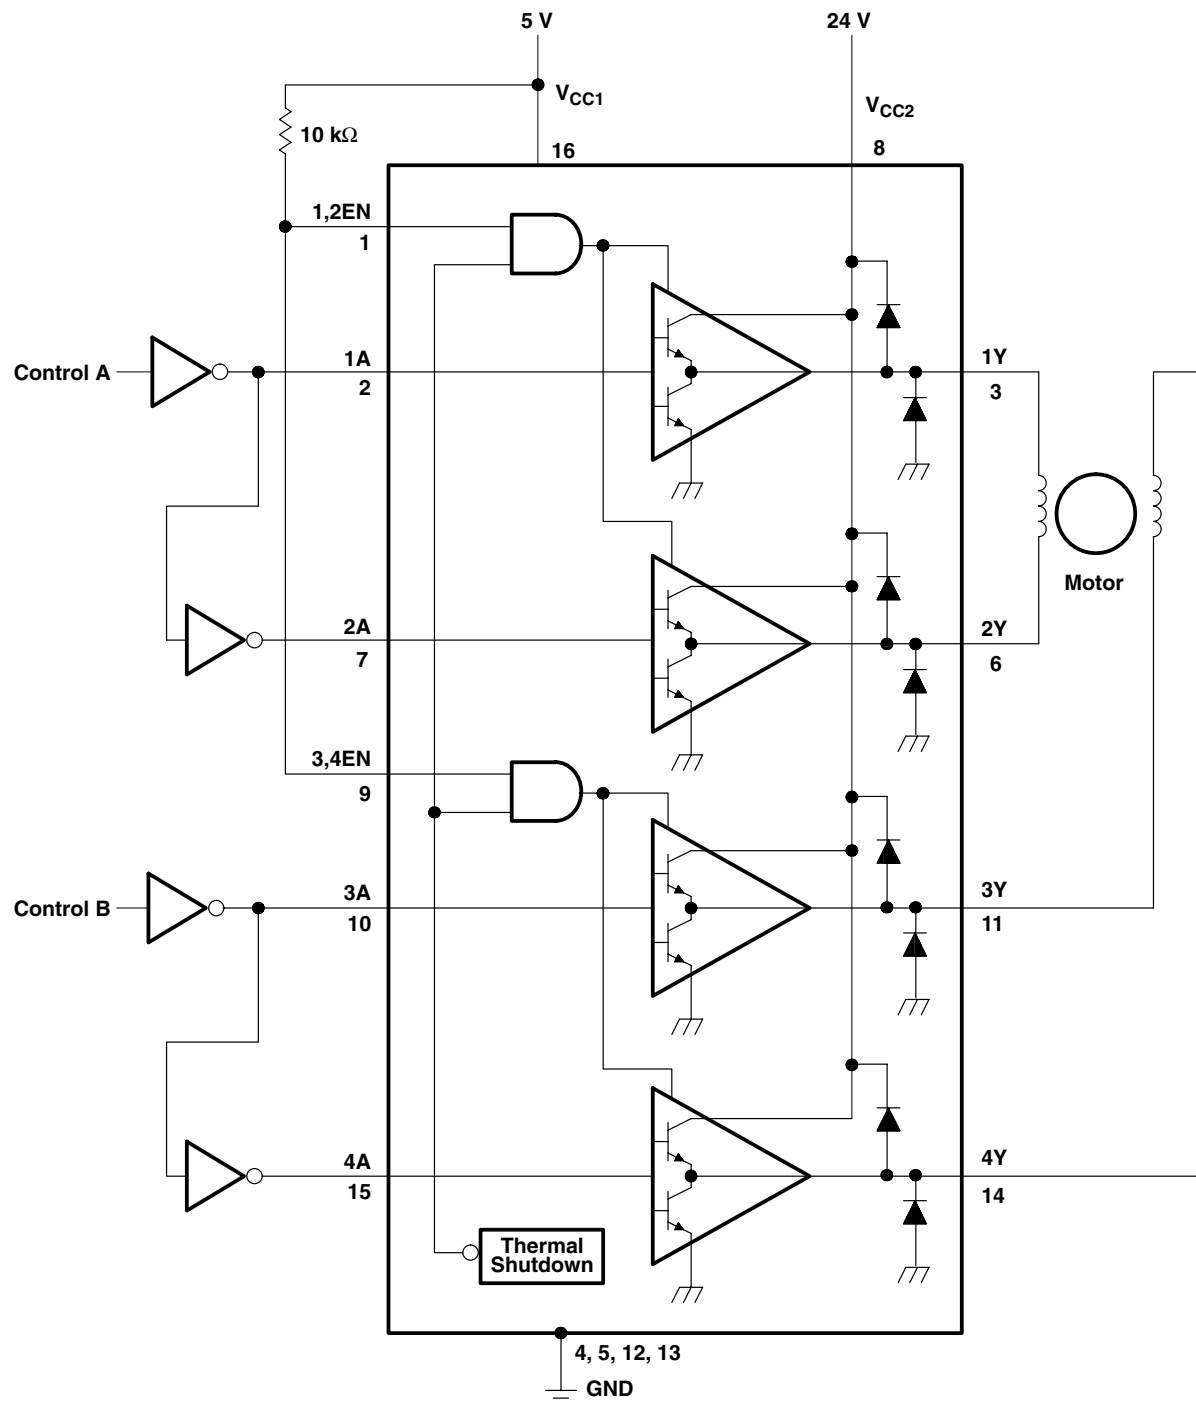 5 V
24 V
VCC1
VCC2
10 kΩ
16
8
1,2EN
1
Control A
1A
2
1Y
3
Motor
2A
7
2Y
6
3,4EN
9
Control B
3A
10
3Y
11
4A
15
4Y
14
Thermal
Shutdown
4, 5, 12, 13
GND